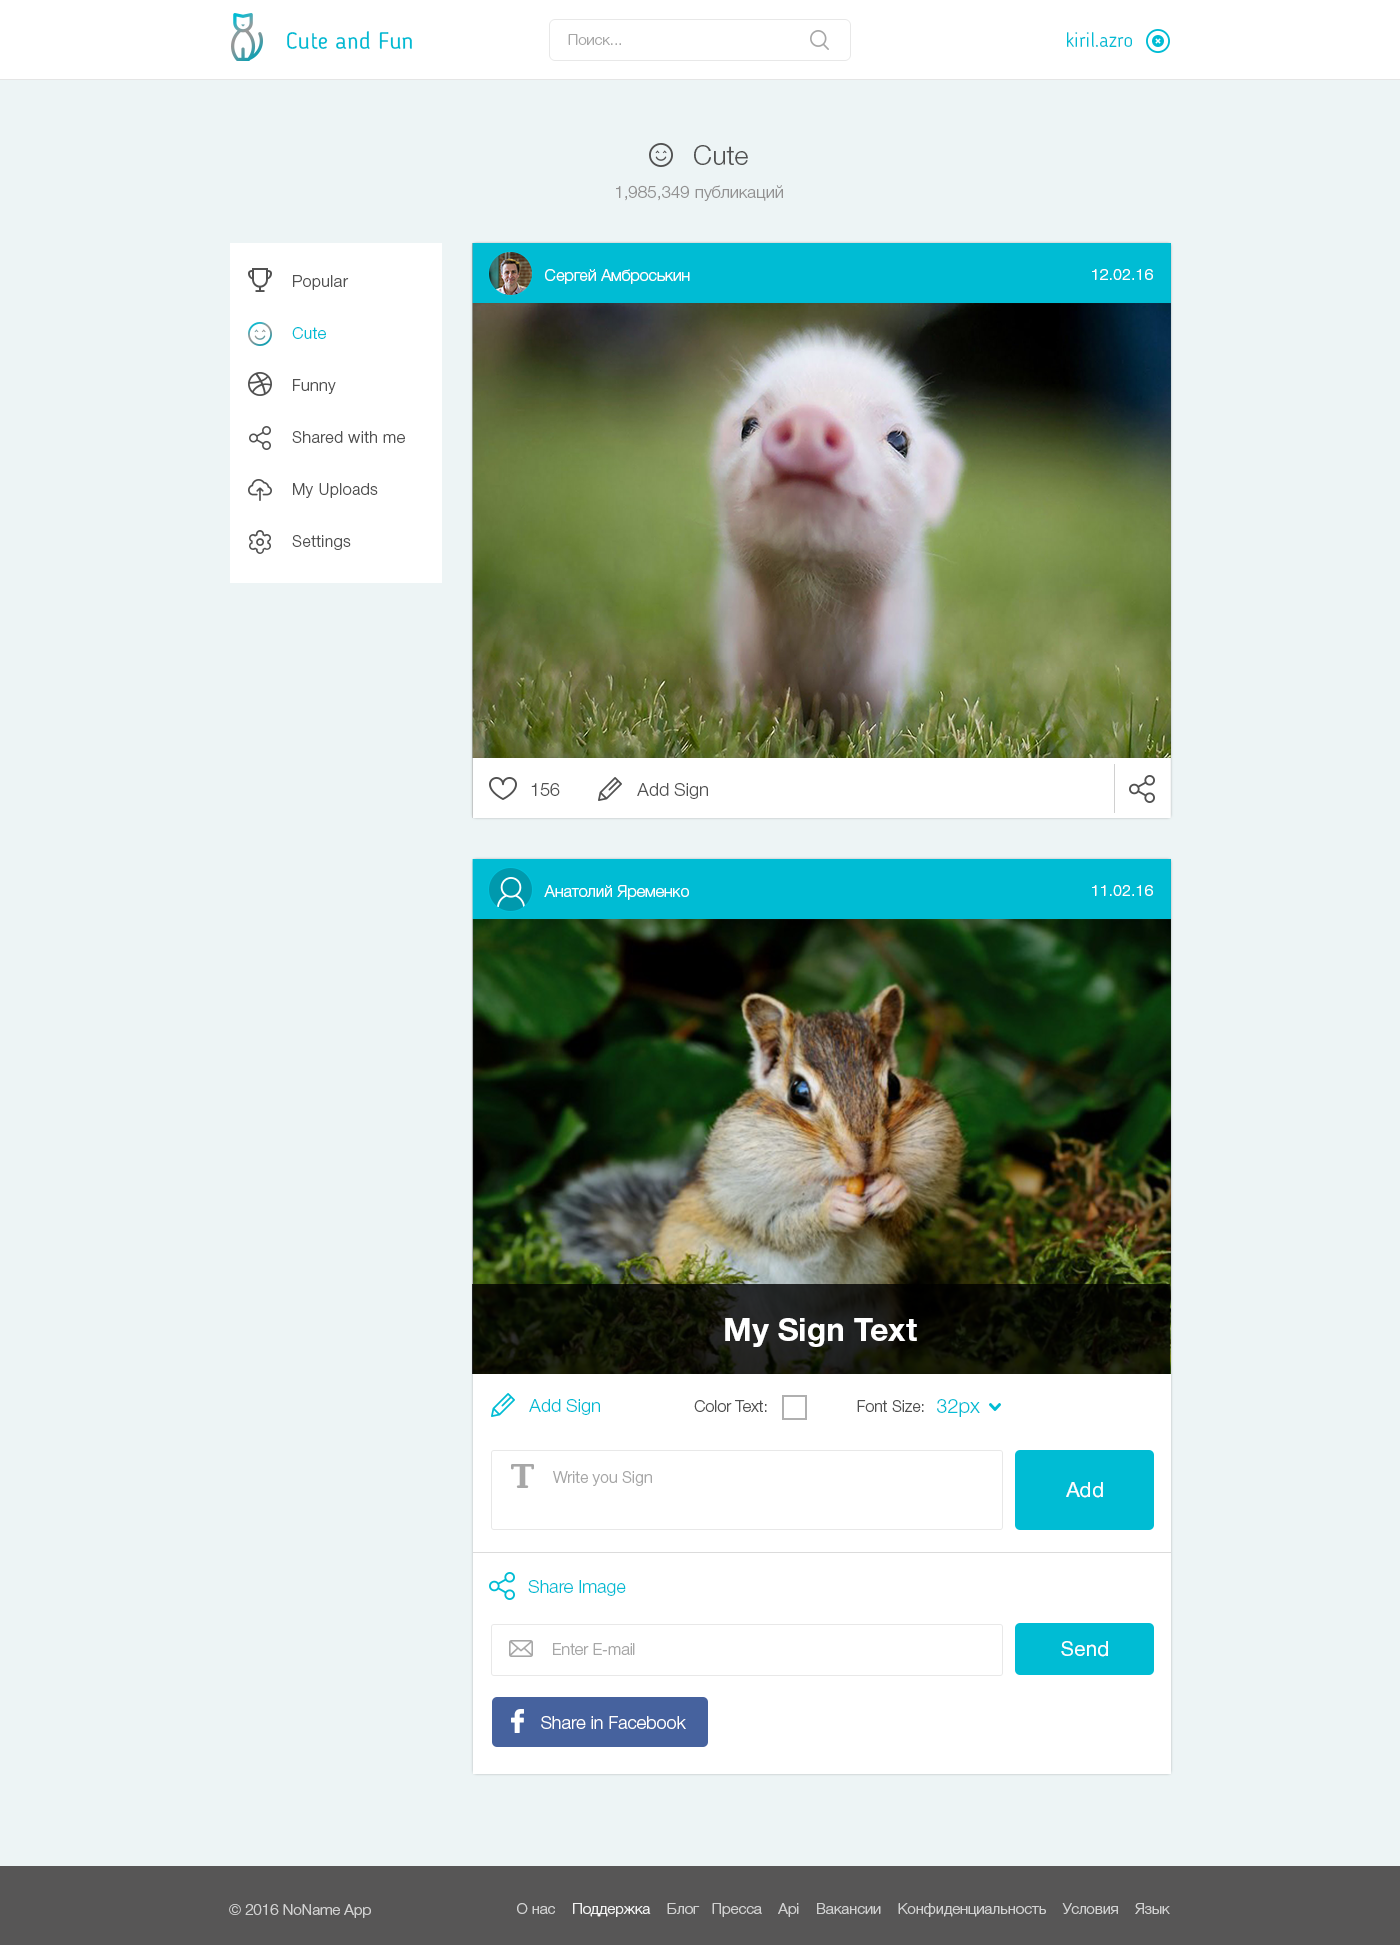 Cute and Fun
Поиск...
kiril.azro
Cute
1,985,349 публикаций
Popular
Cute
Funny
Shared with me
My Uploads
Settings
Сергей Амброськин
12.02.16
156
Add Sign
Анатолий Яременко
11.02.16
My Sign Text
Add Sign
Color Text:
Font Size:
32px
T
Write you Sign
Add
Share Image
Enter E-mail
Send
f
Share in Facebook
© 2016 NoName App
О нас Поддержка Блог Пресса Api Вакансии Конфиденциальность Условия Язык